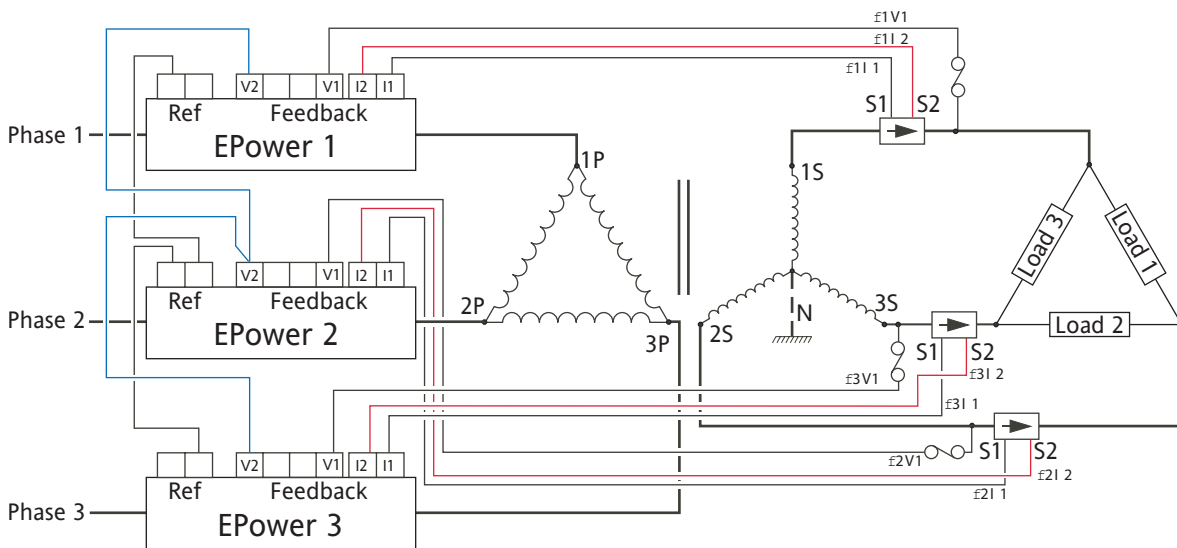 f1V1
f1I 2
f1I 1
V2 V1 I2 I1
Ref Feedback
EPower 1
Phase 1
S1 S2
1P
1S
Load 3
Load 1
V2 V1 I2 I1
Ref Feedback
EPower 2
Phase 2
2P
3P
2S
N
3S
Load 2
S1 S2
f3V1
f3I 2
f3I 1
V2 V1 I2 I1
Ref Feedback
EPower 3
Phase 3
S1 S2
f2V1
f2I 2
f2I 1